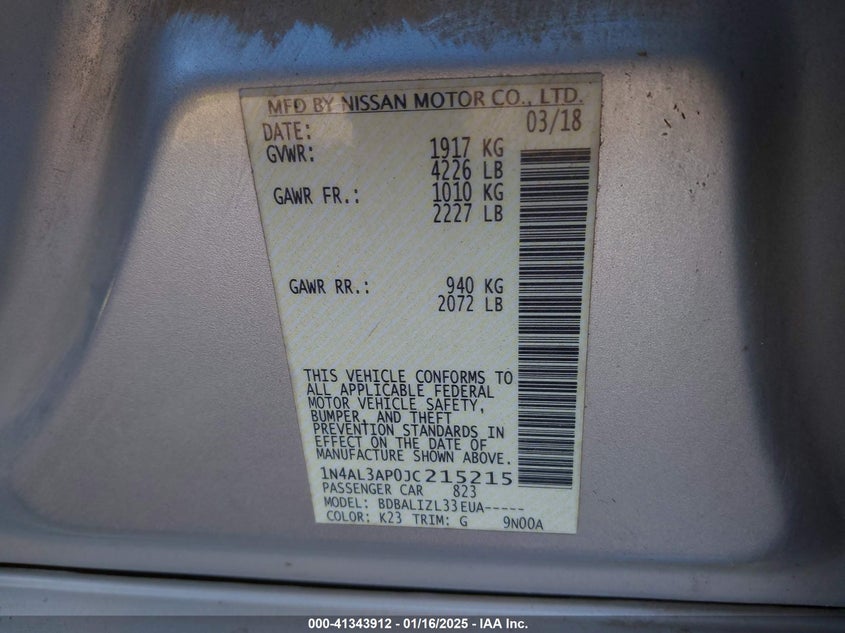 MFD BY NISSAN MOTOR CO., LTD.
DATE: 03/18
GVWR: 1917 KG
4226 LB
GAWR FR.: 1010 KG
2227 LB
GAWR RR.: 940 KG
2072 LB
THIS VEHICLE CONFORMS TO
ALL APPLICABLE FEDERAL
MOTOR VEHICLE SAFETY,
BUMPER, AND THEFT
PREVENTION STANDARDS IN
EFFECT ON THE DATE OF
MANUFACTURE SHOWN ABOVE.
1N4AL3AP0JC215215
PASSENGER CAR 823
MODEL: BDBALIZL33EUA-----
COLOR: K23 TRIM: G 9N00A
000-41343912 - 01/16/2025 - IAA Inc.